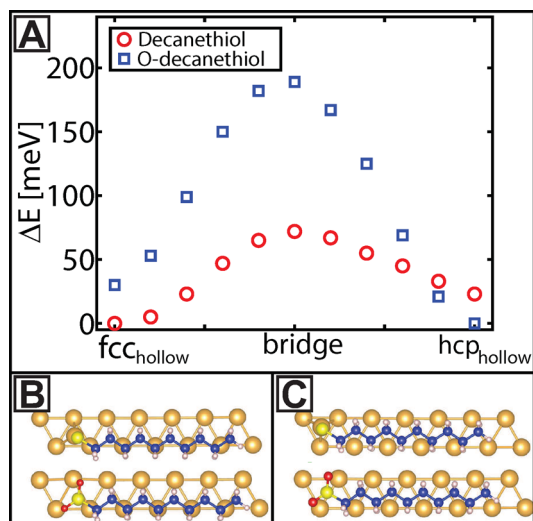 A
Decanethiol
O-decanethiol
ΔE [meV]
200
150
100
50
0
fcc hollow
bridge
hcp hollow
B
C